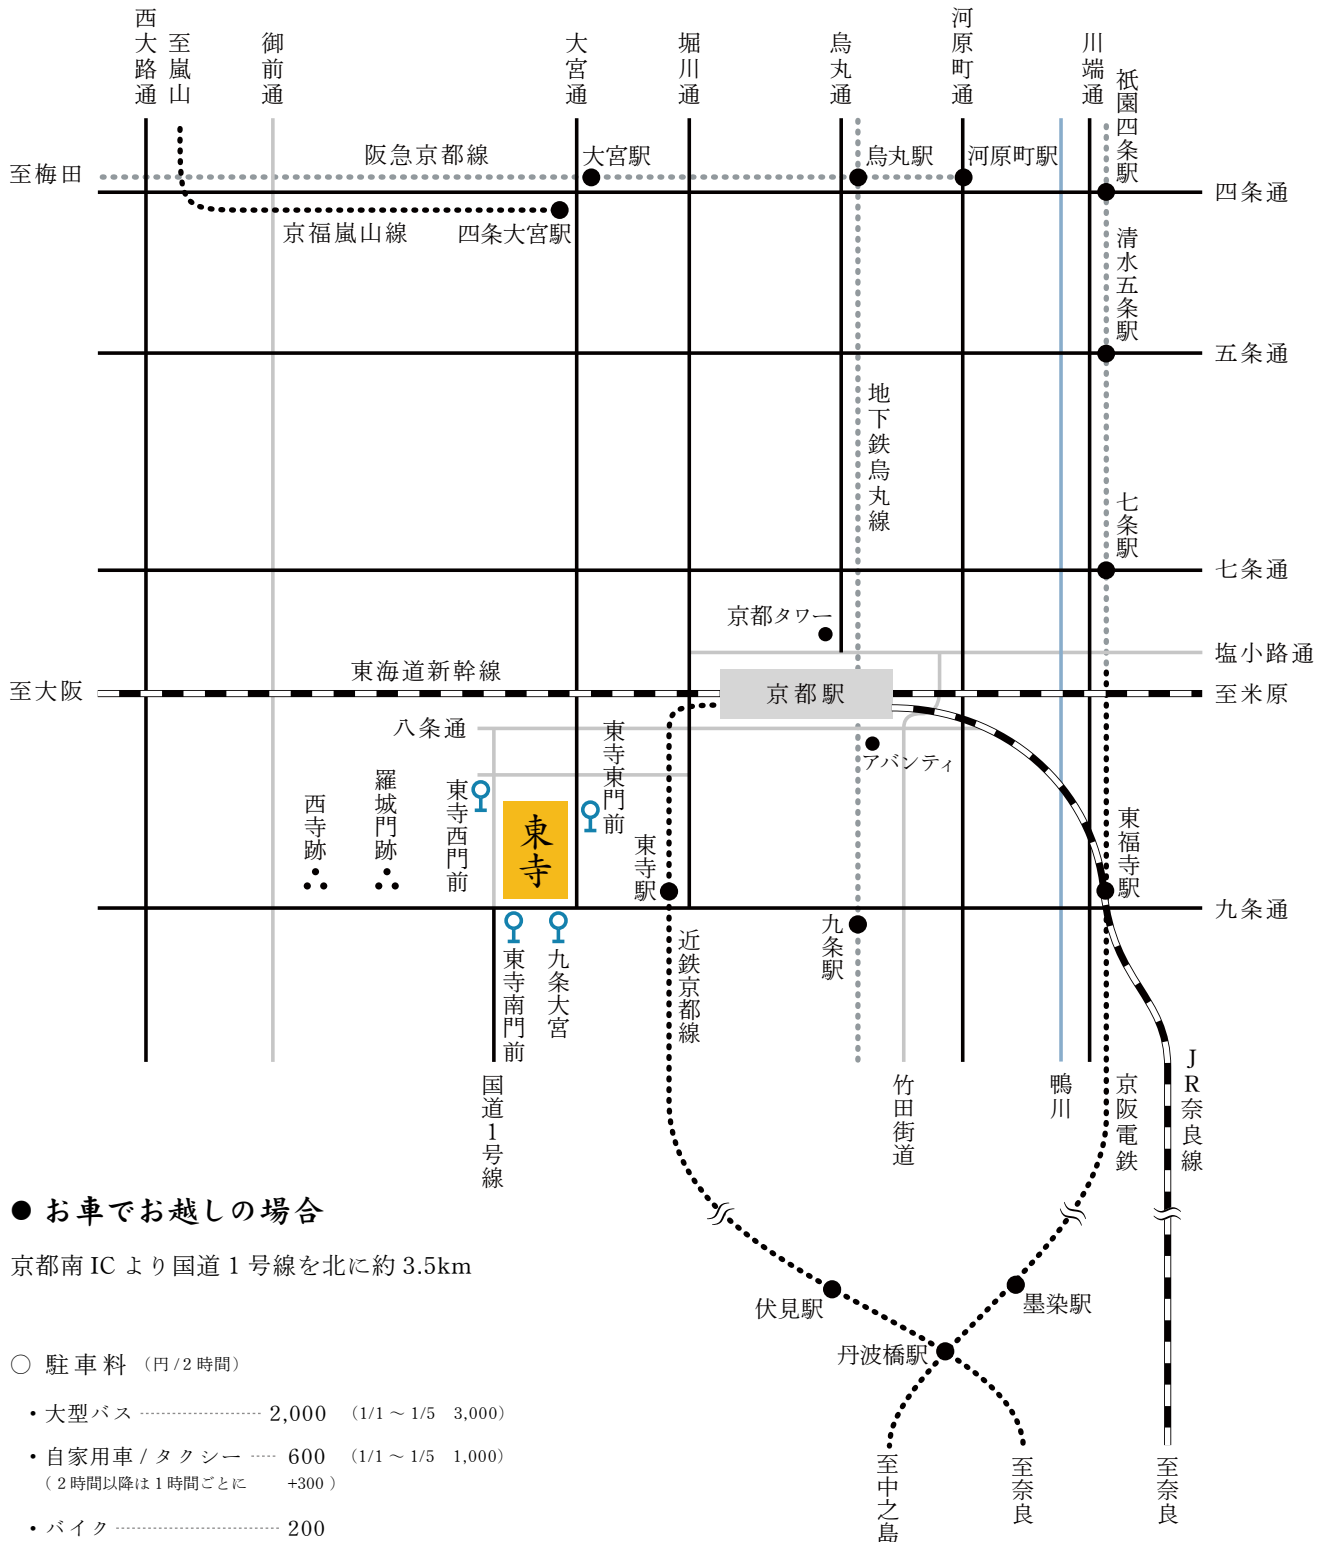 西大路通
至嵐山
御前通
大宮通
堀川通
烏丸通
河原町通
川端通
祇園四条駅
至梅田
阪急京都線
大宮駅
烏丸駅
河原町駅
四条通
京福嵐山線
四条大宮駅
清水五条駅
五条通
地下鉄烏丸線
七条駅
七条通
京都タワー
塩小路通
東海道新幹線
至大阪
京都駅
至米原
八条通
アバンティ
西寺跡
羅城門跡
東寺西門前
東寺
東寺東門前
東寺駅
東福寺駅
九条通
東寺南門前
九条大宮
近鉄京都線
九条駅
国道1号線
竹田街道
鴨川
京阪電鉄
JR奈良線
● お車でお越しの場合
京都南 IC より国道 1 号線を北に約 3.5km
伏見駅
墨染駅
丹波橋駅
○ 駐車料 （円 / 2 時間）
・大型バス 2,000 （1/1 ～ 1/5 3,000）
・自家用車 / タクシー 600 （1/1 ～ 1/5 1,000）
（ 2 時間以降は 1 時間ごとに +300 ）
・バイク 200
至中之島
至奈良
至奈良